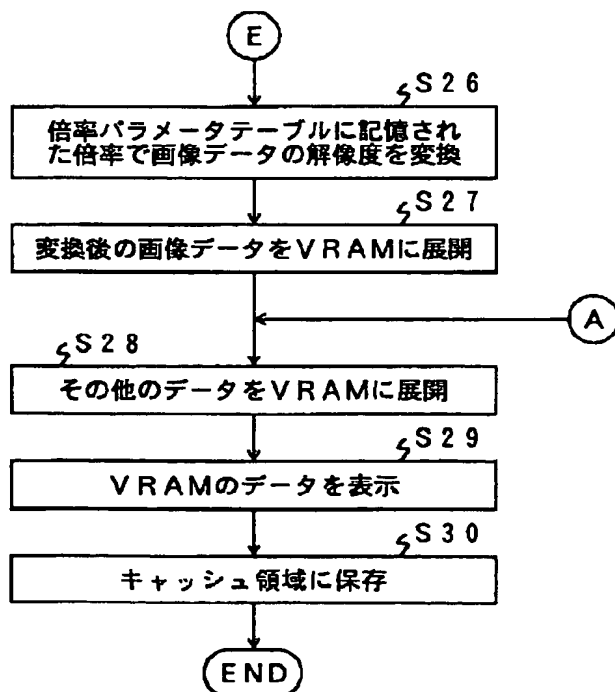 E
S26
倍率パラメータテーブルに記憶され
た倍率で画像データの解像度を変換
S27
変換後の画像データをVRAMに展開
A
S28
その他のデータをVRAMに展開
S29
VRAMのデータを表示
S30
キャッシュ領域に保存
END